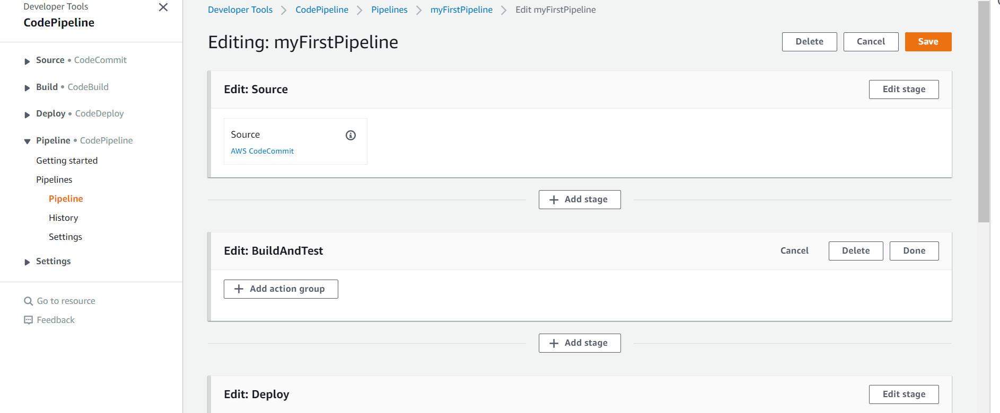 Developer Tools
CodePipeline
Source • CodeCommit
Build • CodeBuild
Deploy • CodeDeploy
Pipeline • CodePipeline
Getting started
Pipelines
Pipeline
History
Settings
Settings
Go to resource
Feedback
Developer Tools > CodePipeline > Pipelines > myFirstPipeline > Edit myFirstPipeline
Editing: myFirstPipeline
Delete Cancel Save
Edit: Source
Edit stage
Source
AWS CodeCommit
+ Add stage
Edit: BuildAndTest
Cancel Delete Done
+ Add action group
+ Add stage
Edit: Deploy
Edit stage